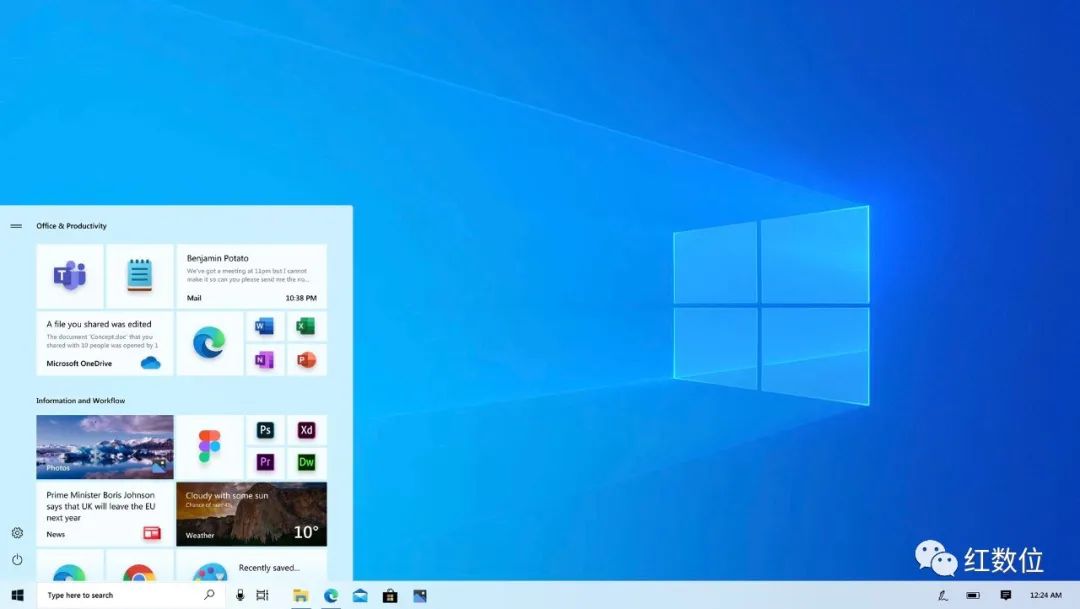 Office & Productivity
T
Benjamin Potato
We've got a meeting at 11pm but I cannot
make it so can you please send me the no...
Mail
10:38 PM
A file you shared was edited
The document 'Concept.doc' that you
shared with 10 people was opened by 1
Microsoft OneDrive
W
X
N
P
Information and Workflow
Photos
Ps
Xd
Pr
Dw
Prime Minister Boris Johnson
says that UK will leave the EU
next year
News
Cloudy with some sun
Chance of rain 4%
Weather
10°
Recently saved...
红数位
Type here to search
12:24 AM